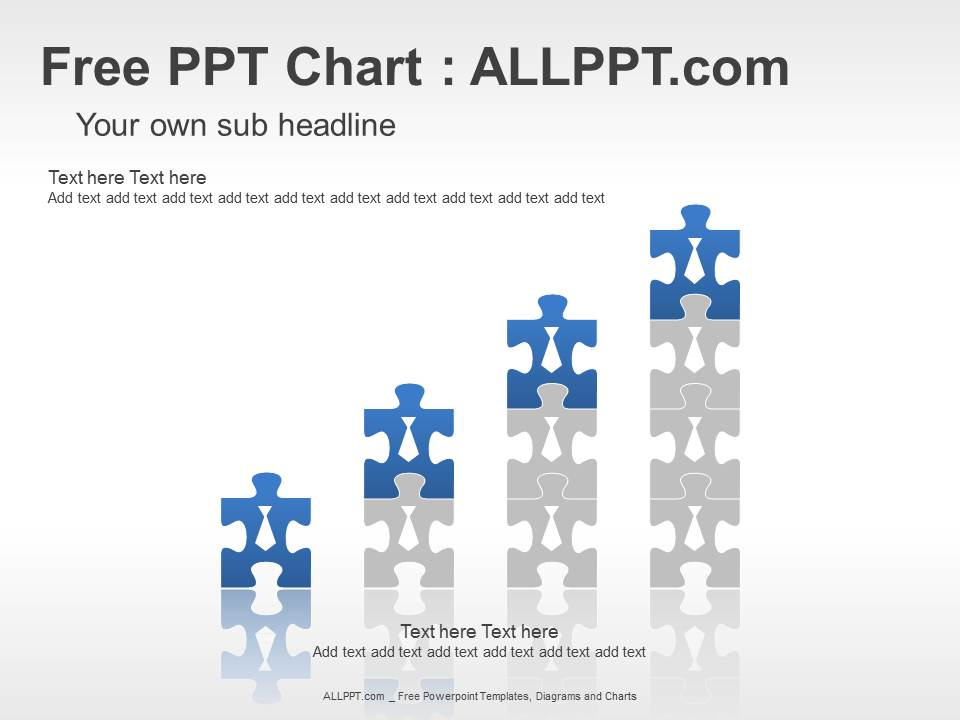 Free PPT Chart : ALLPPT.com
Your own sub headline
Text here Text here
Add text add text add text add text add text add text add text add text add text add text
Text here Text here
Add text add text add text add text add text add text
ALLPPT.com _ Free Powerpoint Templates, Diagrams and Charts